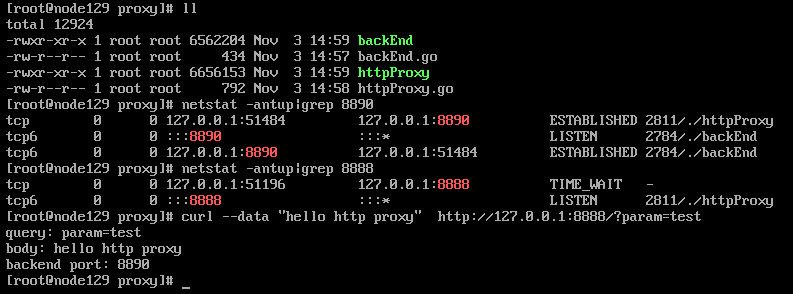 [root@node129 proxy]# ll
total 12924
-rwxr-xr-x 1 root root 6562204 Nov  3 14:59 backEnd
-rw-r--r-- 1 root root     434 Nov  3 14:57 backEnd.go
-rwxr-xr-x 1 root root 6656153 Nov  3 14:59 httpProxy
-rw-r--r-- 1 root root     792 Nov  3 14:58 httpProxy.go
[root@node129 proxy]# netstat -antup|grep 8890
tcp        0      0 127.0.0.1:51484         127.0.0.1:8890          ESTABLISHED 2811/./httpProxy
tcp6       0      0 :::8890                 :::*                    LISTEN      2784/./backEnd
tcp6       0      0 127.0.0.1:8890          127.0.0.1:51484         ESTABLISHED 2784/./backEnd
[root@node129 proxy]# netstat -antup|grep 8888
tcp        0      0 127.0.0.1:51196         127.0.0.1:8888          TIME_WAIT   -
tcp6       0      0 :::8888                 :::*                    LISTEN      2811/./httpProxy
[root@node129 proxy]# curl --data "hello http proxy"  http://127.0.0.1:8888/?param=test
query: param=test
body: hello http proxy
backend port: 8890
[root@node129 proxy]# _